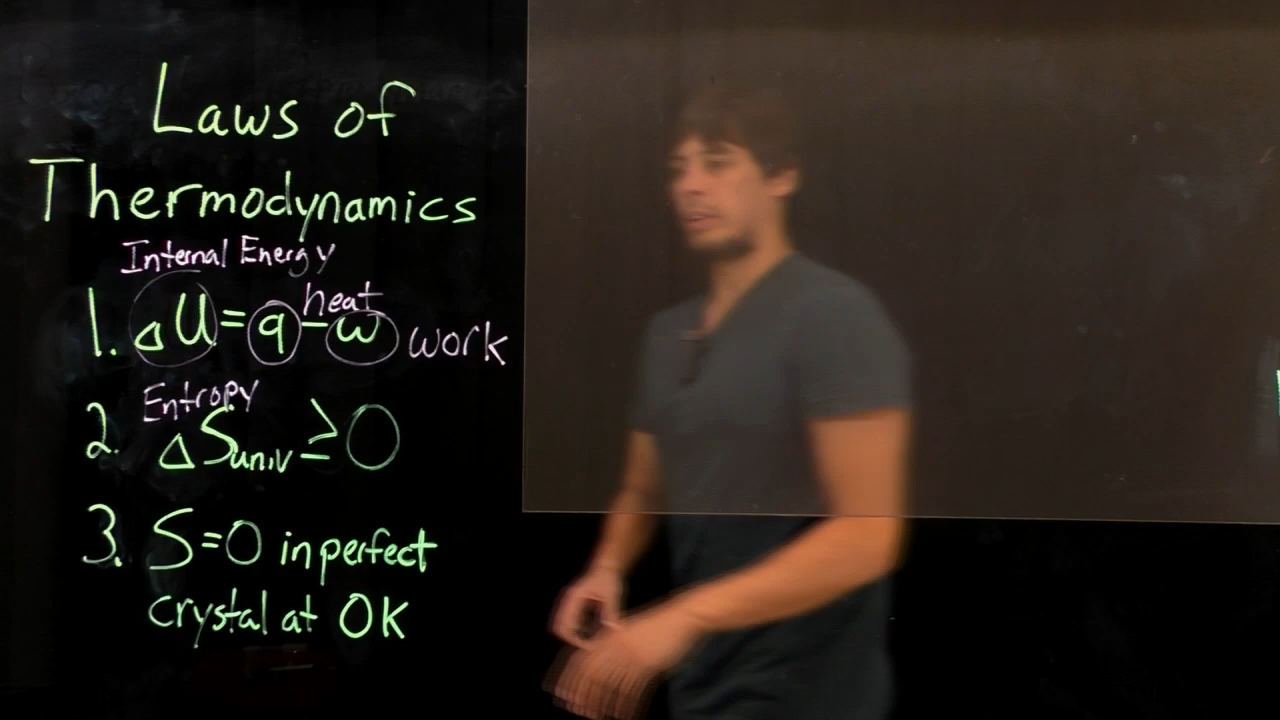 Laws of
Thermodynamics
Internal Energy
heat
1. ΔU=q-w work
Entropy
2. ΔSuniv≥0
3. S=0 in perfect
crystal at 0K